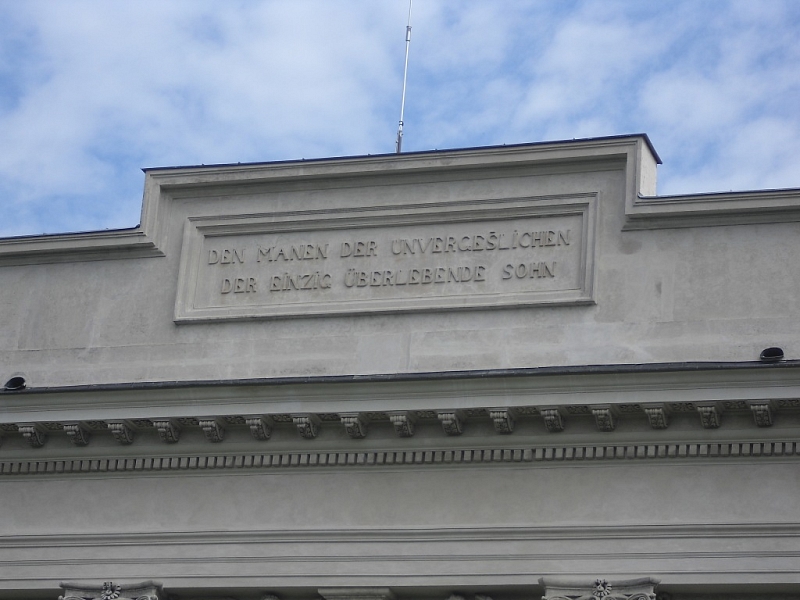 DEN MANEN DER UNVERGEßLICHEN
DER EINZIG ÜBERLEBENDE SOHN